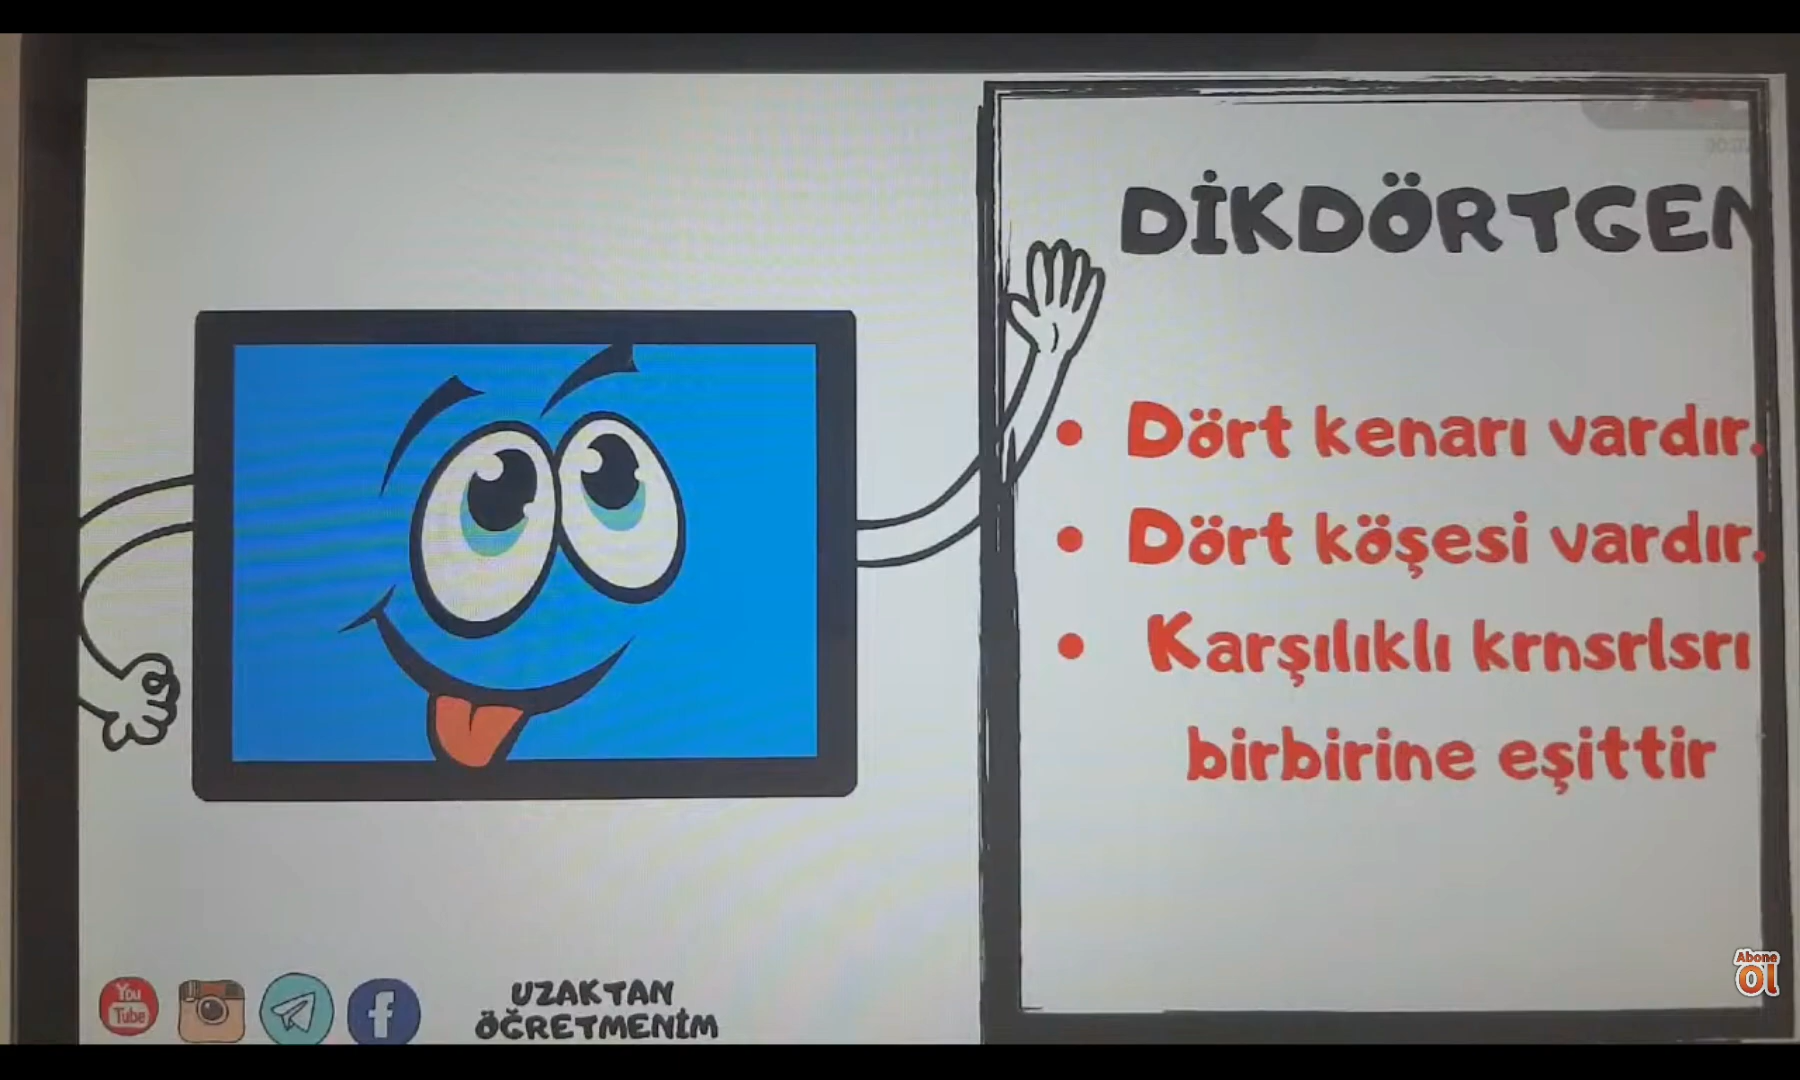 DİKDÖRTGEN
• Dört kenarı vardır.
• Dört köşesi vardır.
• Karşılıklı krnsrlsrı
birbirine eşittir
You
Tube
UZAKTAN
ÖĞRETMENİM
Abone
Ol